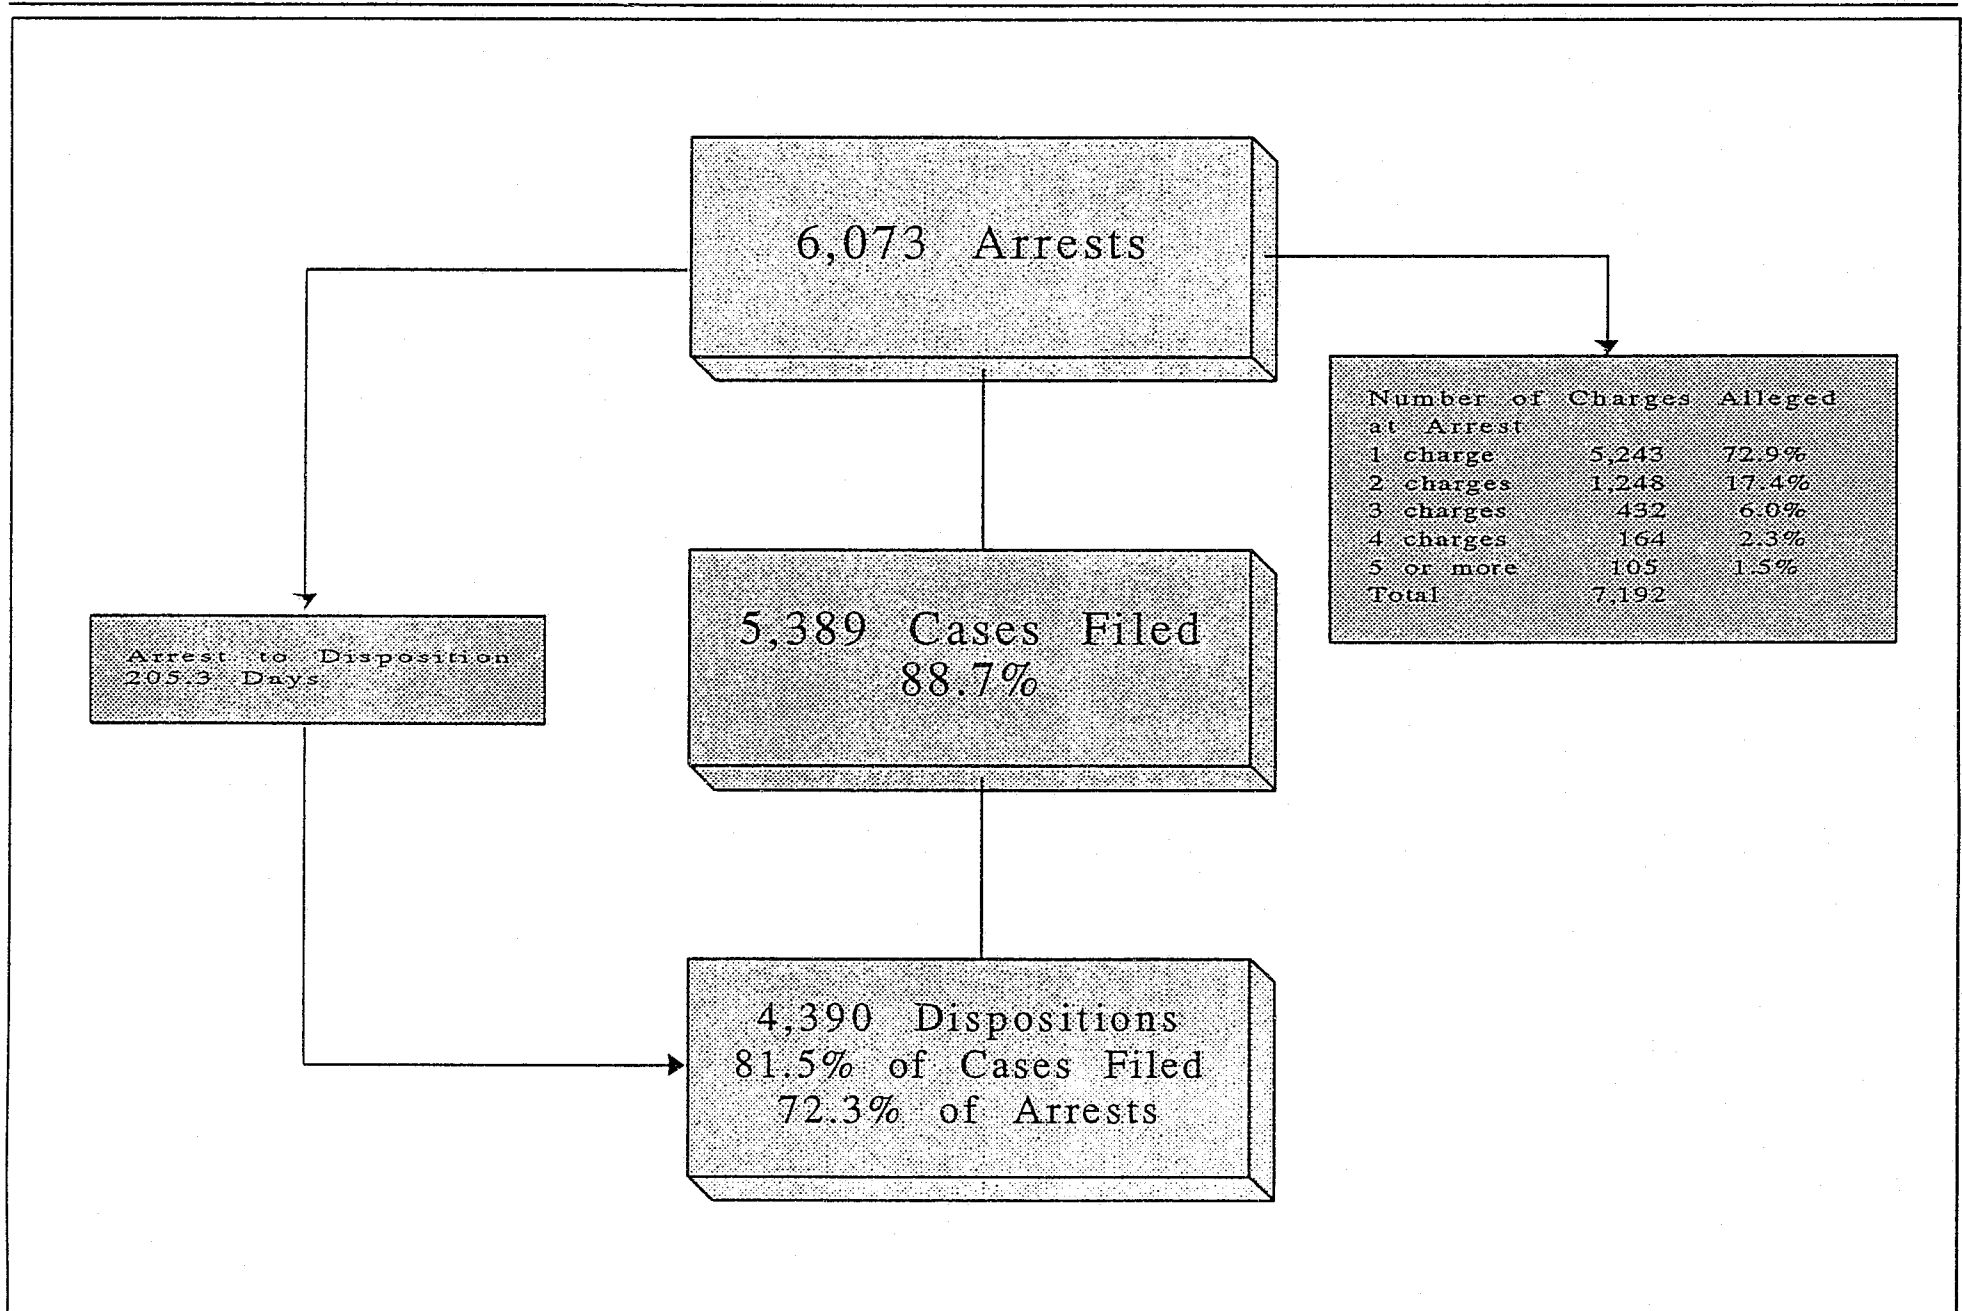 6,073 Arrests
Number of Charges Alleged
at Arrest
1 charge 5,243 72.9%
2 charges 1,248 17.4%
3 charges 432 6.0%
4 charges 164 2.3%
5 or more 105 1.5%
Total 7,192
5,389 Cases Filed
88.7%
Arrest to Disposition
205.3 Days
4,390 Dispositions
81.5% of Cases Filed
72.3% of Arrests